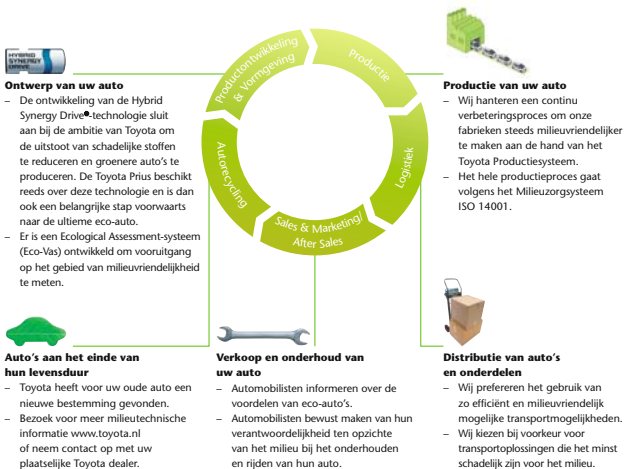 HYBRID
SYNERGY
DRIVE
Ontwerp van uw auto
– De ontwikkeling van de Hybrid
Synergy Drive®-technologie sluit
aan bij de ambitie van Toyota om
de uitstoot van schadelijke stoffen
te reduceren en groenere auto's te
produceren. De Toyota Prius beschikt
reeds over deze technologie en is dan
ook een belangrijke stap voorwaarts
naar de ultieme eco-auto.
– Er is een Ecological Assessment-systeem
(Eco-Vas) ontwikkeld om vooruitgang
op het gebied van milieuvriendelijkheid
te meten.
Productontwikkeling
& Vormgeving
Productie
Logistiek
Sales & Marketing/
After Sales
Autorecycling
Productie van uw auto
– Wij hanteren een continu
verbeteringsproces om onze
fabrieken steeds milieuvriendelijker
te maken aan de hand van het
Toyota Productiesysteem.
– Het hele productieproces gaat
volgens het Milieuzorgsysteem
ISO 14001.
Auto's aan het einde van
hun levensduur
– Toyota heeft voor uw oude auto een
nieuwe bestemming gevonden.
– Bezoek voor meer milieutechnische
informatie www.toyota.nl
of neem contact op met uw
plaatselijke Toyota dealer.
Verkoop en onderhoud van
uw auto
– Automobilisten informeren over de
voordelen van eco-auto's.
– Automobilisten bewust maken van hun
verantwoordelijkheid ten opzichte
van het milieu bij het onderhouden
en rijden van hun auto.
Distributie van auto's
en onderdelen
– Wij prefereren het gebruik van
zo efficiënt en milieuvriendelijk
mogelijke transportmogelijkheden.
– Wij kiezen bij voorkeur voor
transportoplossingen die het minst
schadelijk zijn voor het milieu.